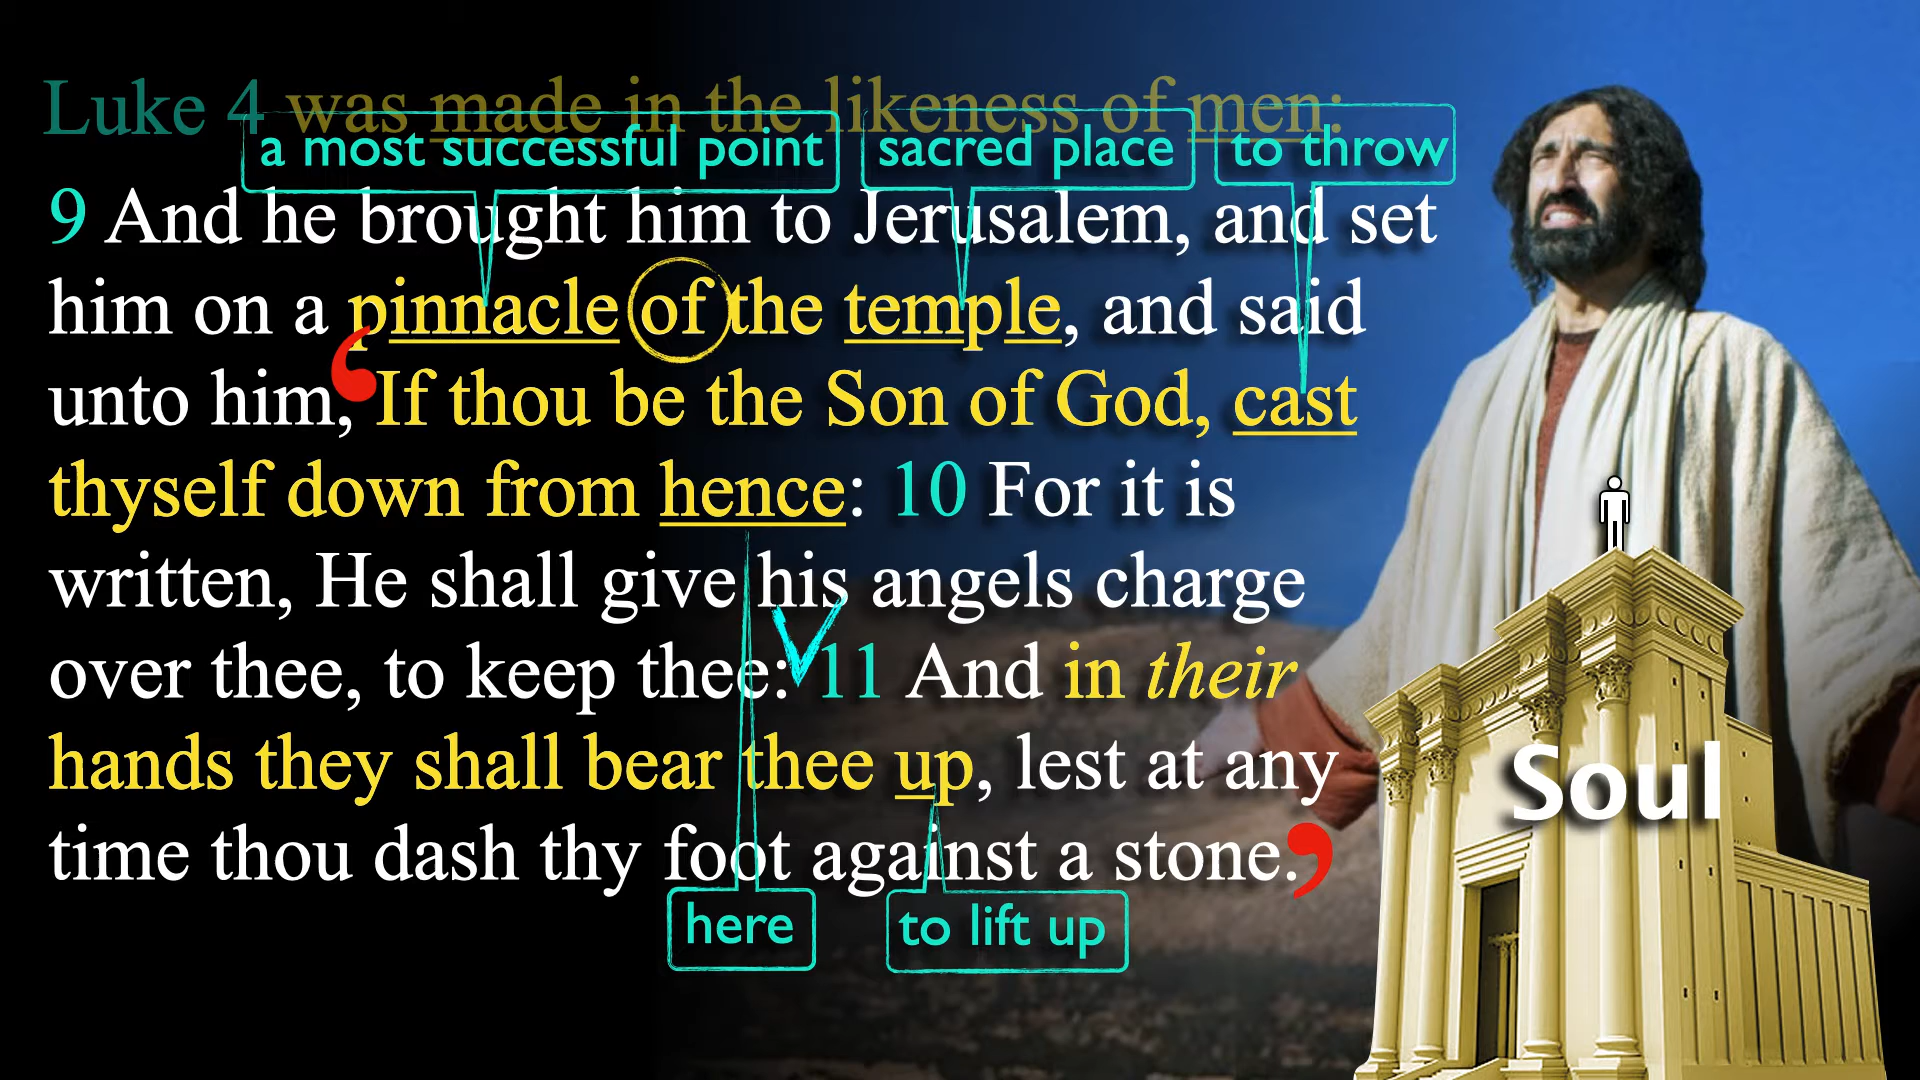 Luke 4 was made in the likeness of men:
a most successful point sacred place to throw
9 And he brought him to Jerusalem, and set
him on a pinnacle of the temple, and said
unto him, ‘If thou be the Son of God, cast
thyself down from hence: 10 For it is
written, He shall give his angels charge
over thee, to keep thee: 11 And in their
hands they shall bear thee up, lest at any
time thou dash thy foot against a stone.’
here to lift up
Soul